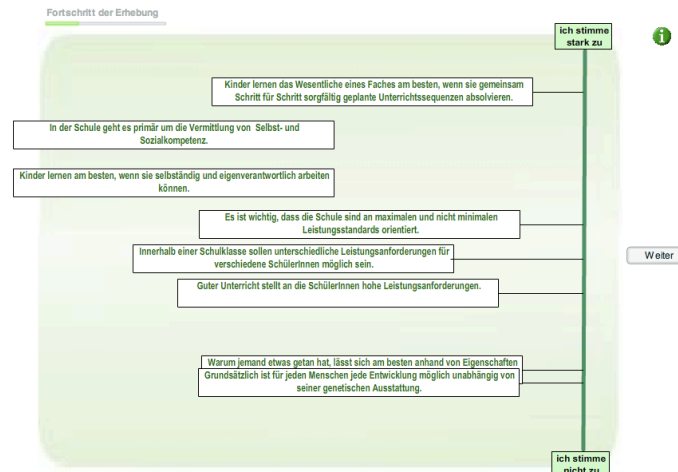 Fortschritt der Erhebung
ich stimme
stark zu
Kinder lernen das Wesentliche eines Faches am besten, wenn sie gemeinsam
Schritt für Schritt sorgfältig geplante Unterrichtssequenzen absolvieren.
In der Schule geht es primär um die Vermittlung von Selbst- und
Sozialkompetenz.
Kinder lernen am besten, wenn sie selbständig und eigenverantwortlich arbeiten
können.
Es ist wichtig, dass die Schule sind an maximalen und nicht minimalen
Leistungsstandards orientiert.
Innerhalb einer Schulklasse sollen unterschiedliche Leistungsanforderungen für
verschiedene SchülerInnen möglich sein.
Weiter
Guter Unterricht stellt an die SchülerInnen hohe Leistungsanforderungen.
Warum jemand etwas getan hat, lässt sich am besten anhand von Eigenschaften
Grundsätzlich ist für jeden Menschen jede Entwicklung möglich unabhängig von
seiner genetischen Ausstattung.
ich stimme
nicht zu